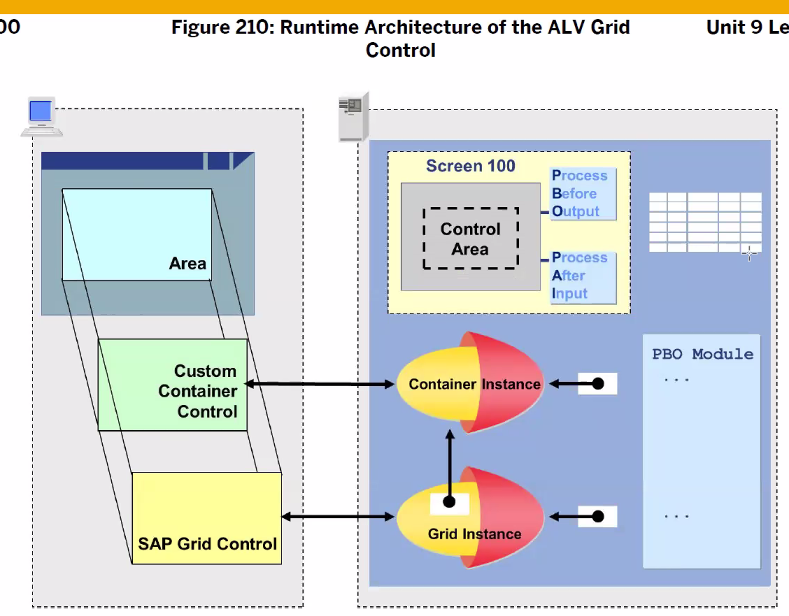 00
Figure 210: Runtime Architecture of the ALV Grid
Control
Unit 9 Le
Area
Custom
Container
Control
SAP Grid Control
Screen 100
Control
Area
Process
Before
Output
Process
After
Input
Container Instance
Grid Instance
PBO Module
...
...